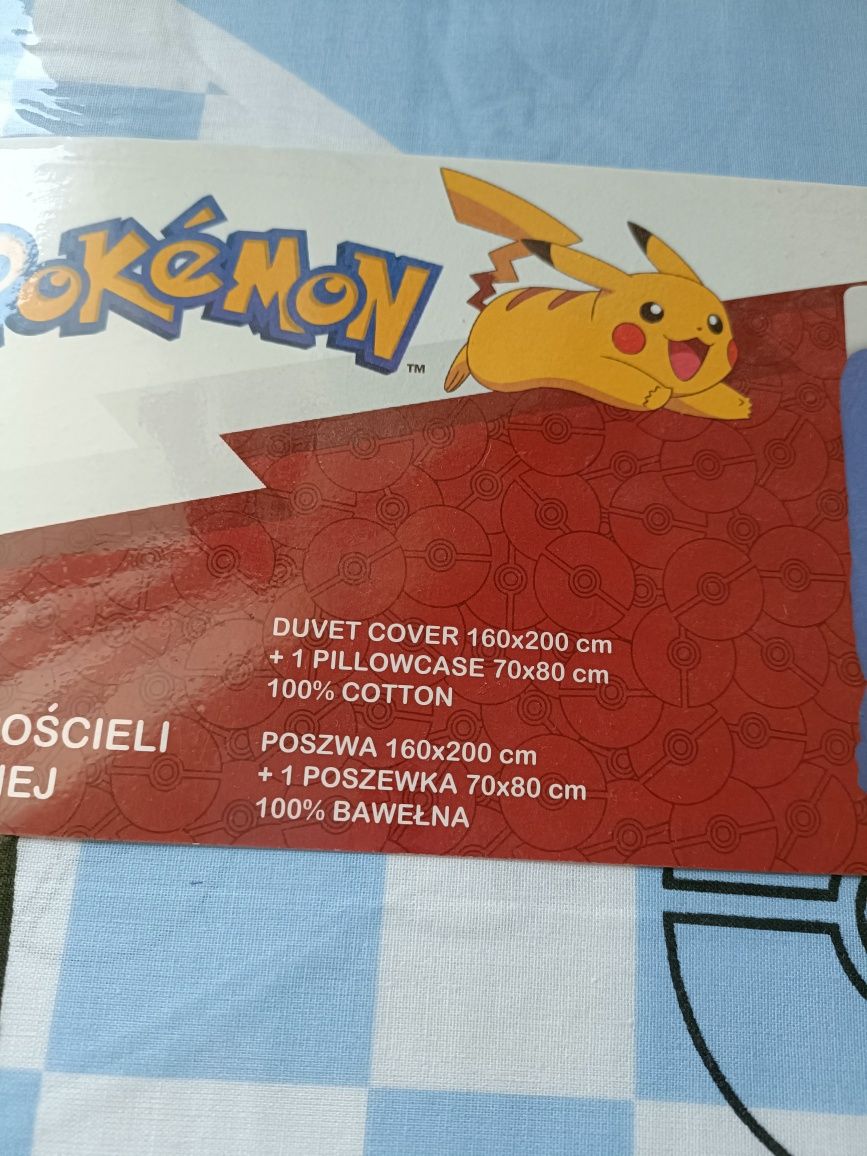 POKéMON
™
DUVET COVER 160x200 cm
+ 1 PILLOWCASE 70x80 cm
100% COTTON
OŚCIELI
EJ
POSZWA 160x200 cm
+ 1 POSZEWKA 70x80 cm
100% BAWEŁNA